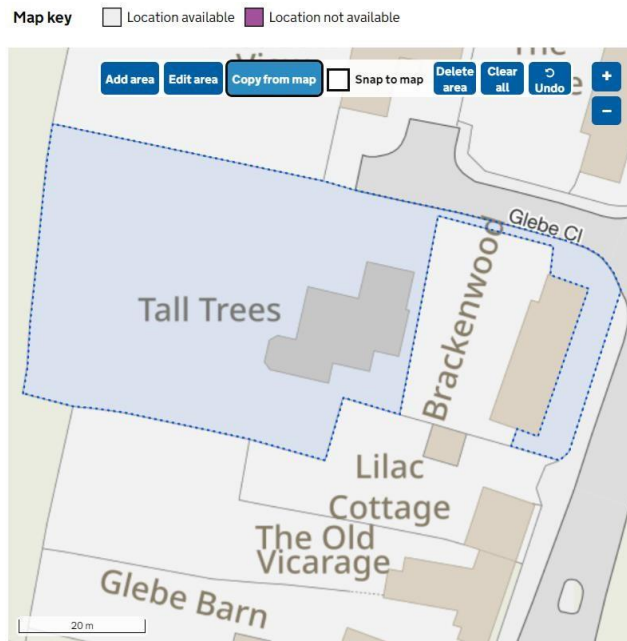 Map key
Location available
Location not available
Add area
Edit area
Copy from map
Snap to map
Delete area
Clear all
Undo
+
−
Glebe Cl
Brackenwood
Tall Trees
Lilac
Cottage
The Old
Vicarage
Glebe Barn
20 m